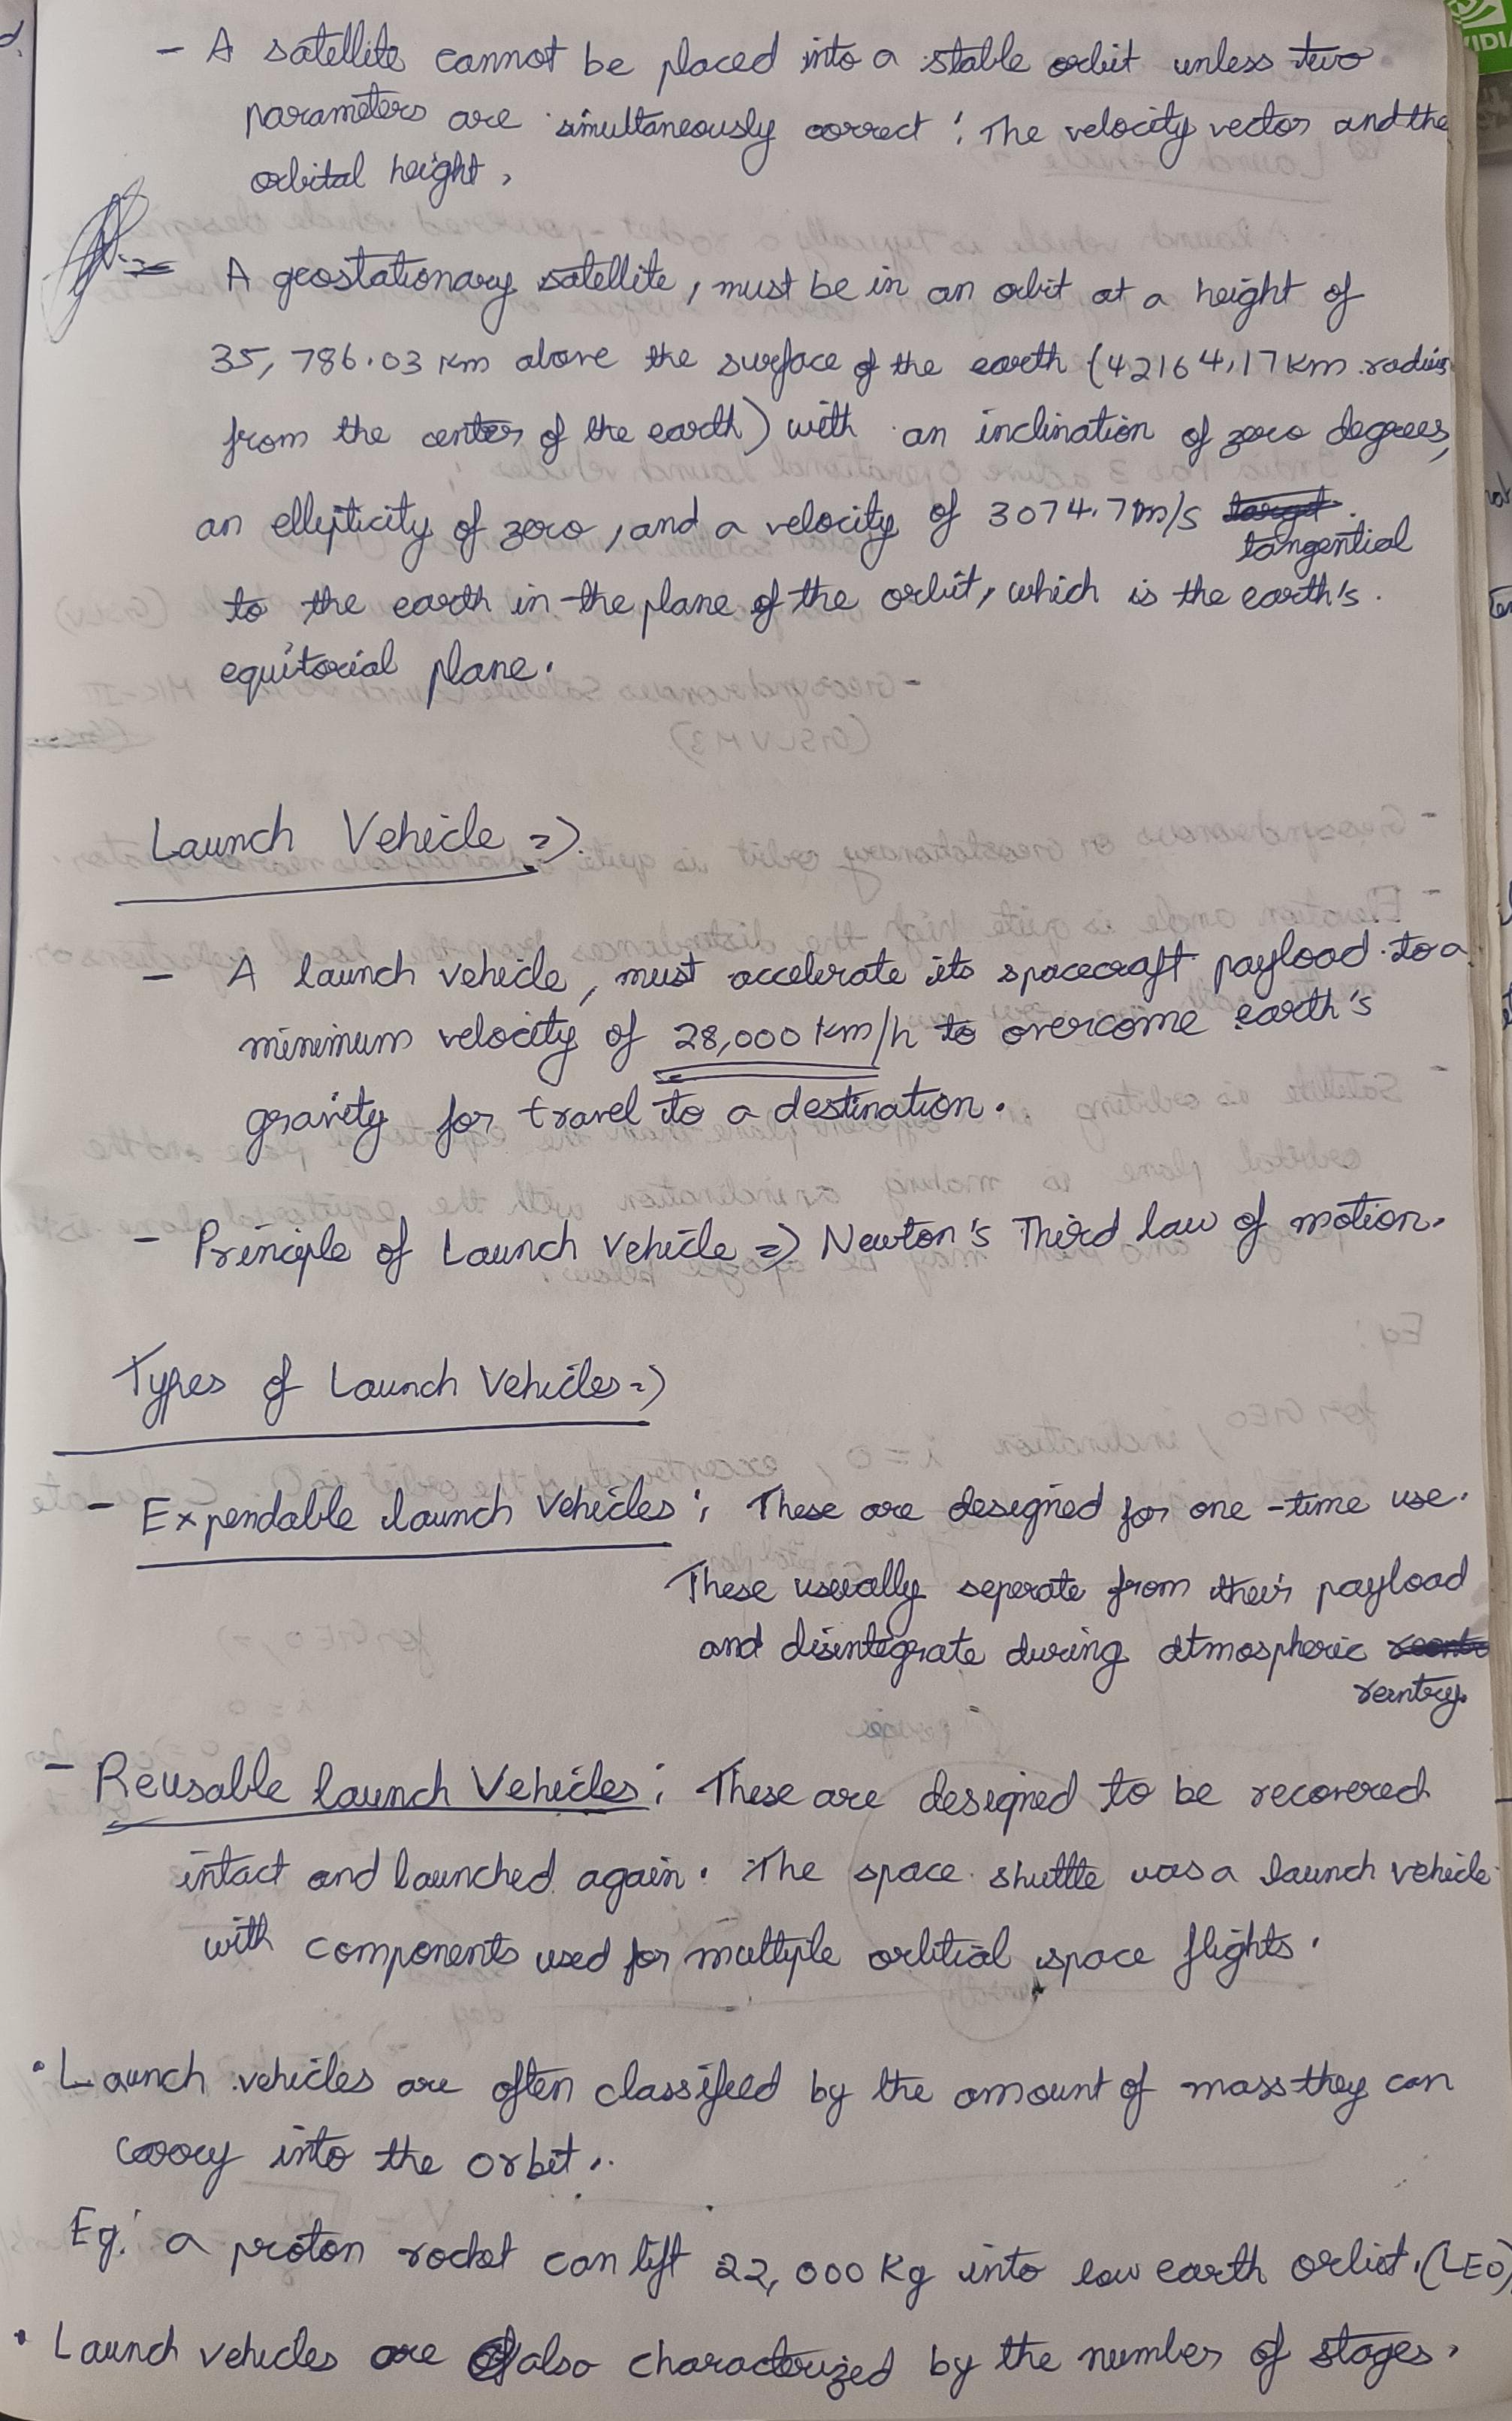 - A satellite cannot be placed into a stable orbit unless two
parameters are simultaneously correct : The velocity vector and the
orbital height.
- A geostationary satellite, must be in an orbit at a height of
35,786.03 km above the surface of the earth (42164.17 km radius
from the center of the earth) with an inclination of zero degrees,
an ellipticity of zero, and a velocity of 3074.7 m/s
tangential
to the earth in the plane of the orbit, which is the earth's
equitorial plane.
Launch Vehicle =>
- A launch vehicle, must accelerate its spacecraft payload to a
minimum velocity of 28,000 km/h to overcome earth's
gravity for travel to a destination.
- Principle of Launch Vehicle => Newton's Third law of motion.
Types of Launch Vehicles =>
- Expendable launch Vehicles : These are designed for one-time use.
These usually seperate from their payload
and disintegrate during atmospheric
reentry.
- Reusable launch Vehicles : These are designed to be recovered
intact and launched again. The space shuttle was a launch vehicle
with components used for multiple orbitial space flights.
• Launch vehicles are often classified by the amount of mass they can
carry into the orbit.
Eg: a proton rocket can lift 22,000 Kg into low earth orbit. (LEO)
• Launch vehicles are also characterized by the number of stages.